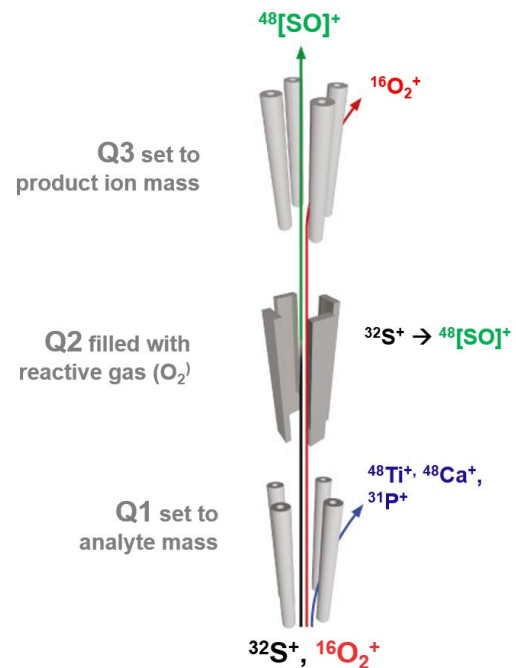 ⁴⁸[SO]⁺
¹⁶O₂⁺
Q3 set to
product ion mass
Q2 filled with
reactive gas (O₂⁾
³²S⁺ → ⁴⁸[SO]⁺
⁴⁸Ti⁺, ⁴⁸Ca⁺,
³¹P⁺
Q1 set to
analyte mass
³²S⁺, ¹⁶O₂⁺